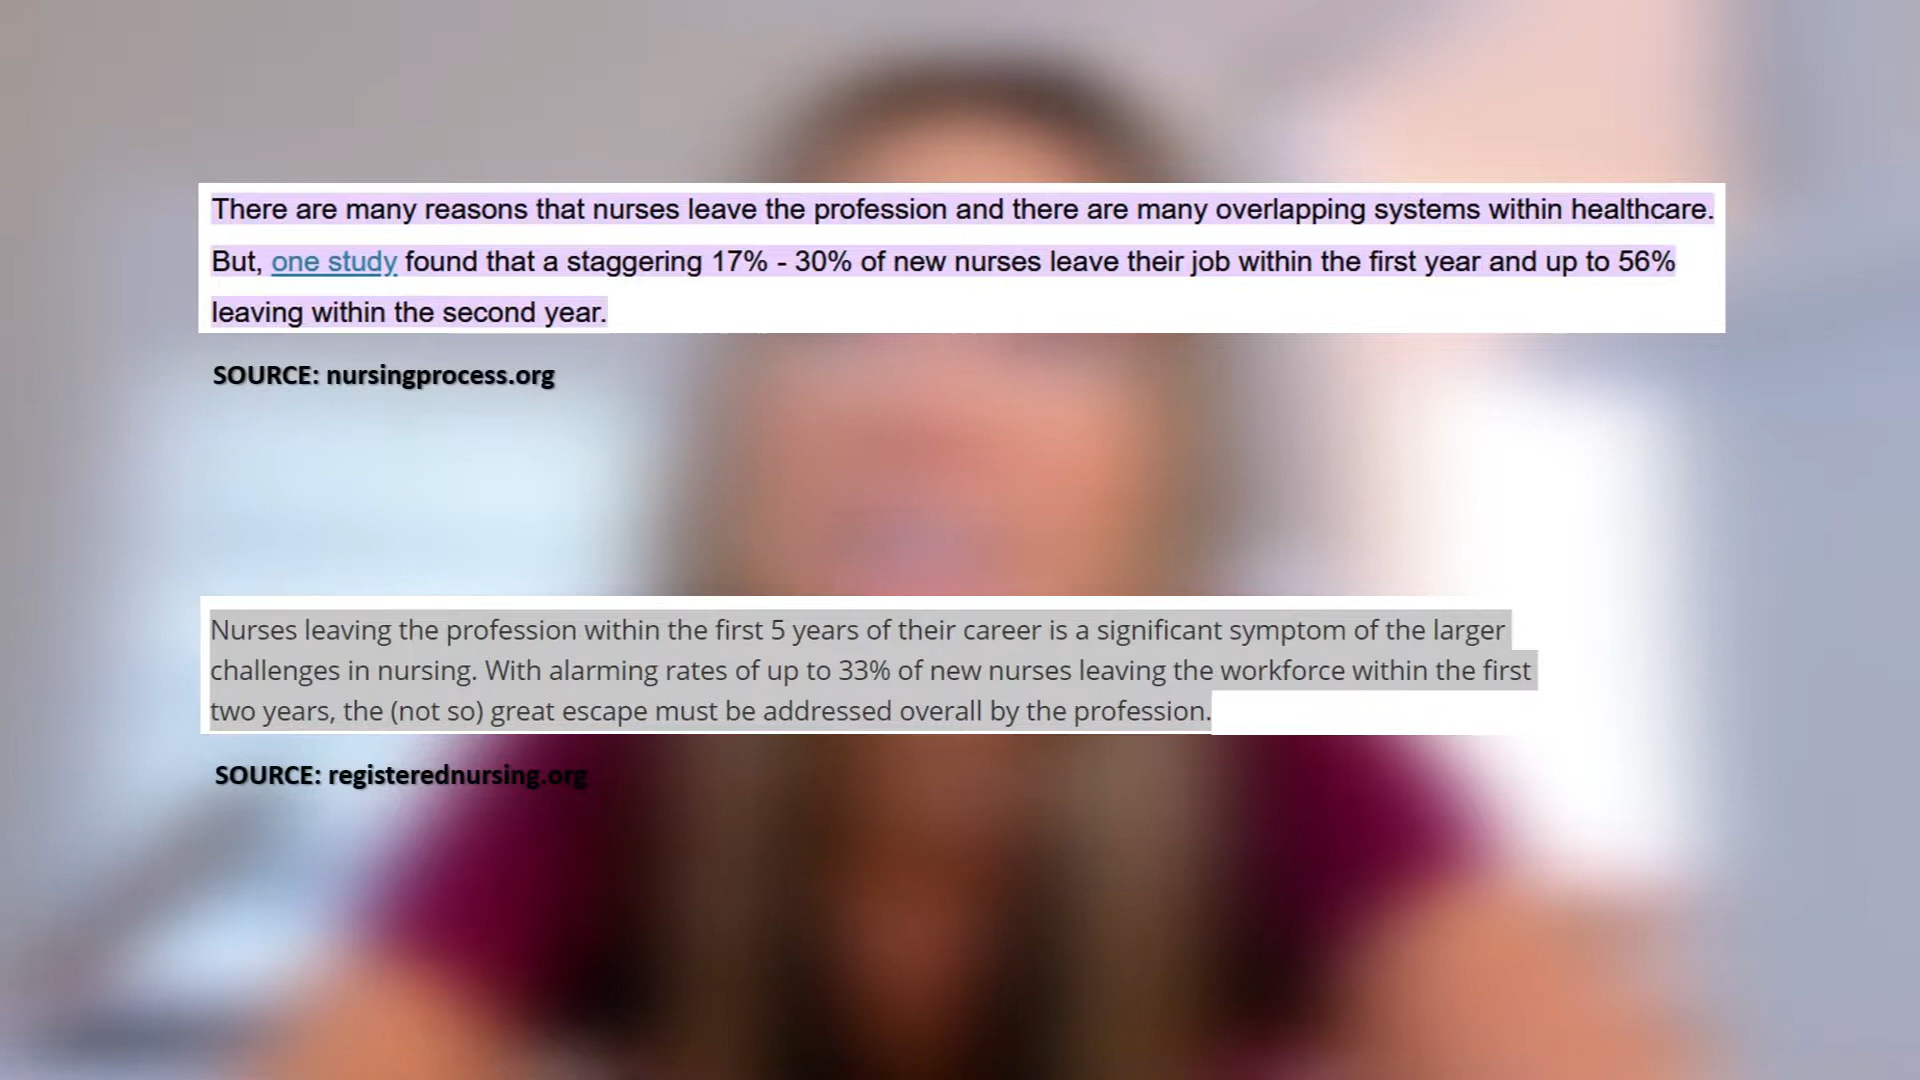 There are many reasons that nurses leave the profession and there are many overlapping systems within healthcare.
But, one study found that a staggering 17% - 30% of new nurses leave their job within the first year and up to 56%
leaving within the second year.
SOURCE: nursingprocess.org
Nurses leaving the profession within the first 5 years of their career is a significant symptom of the larger
challenges in nursing. With alarming rates of up to 33% of new nurses leaving the workforce within the first
two years, the (not so) great escape must be addressed overall by the profession.
SOURCE: registerednursing.org